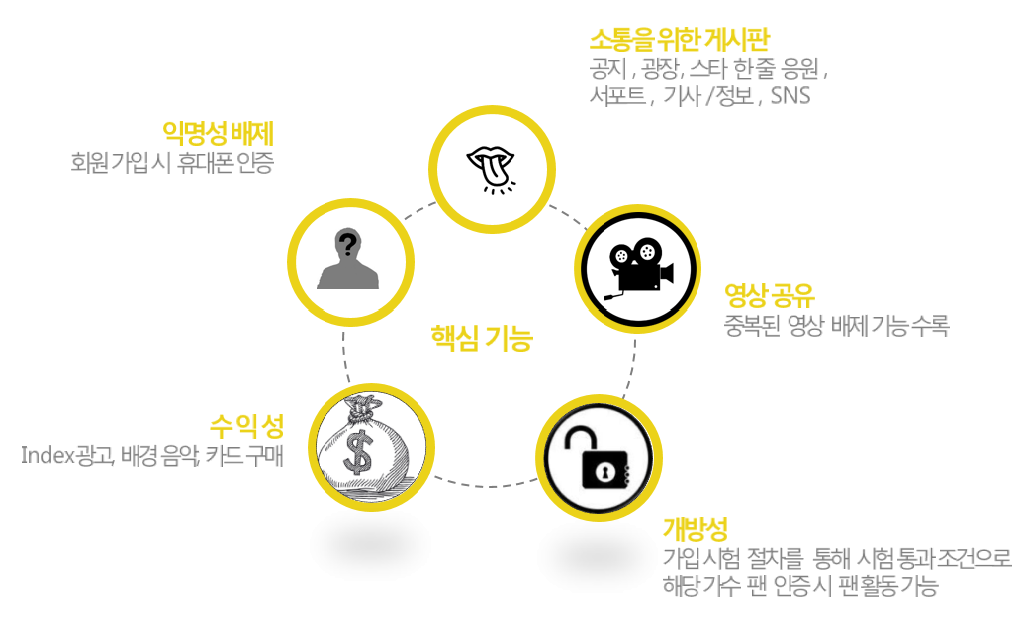 소통을 위한 게시판
공지, 광장, 스타 한 줄 응원,
서포트, 기사/정보, SNS
익명성 배제
회원 가입 시 휴대폰 인증
?
영상 공유
중복된 영상 배제 기능 수록
핵심 기능
수익성
$
Index광고, 배경 음악, 카드 구매
개방성
가입 시험 절차를 통해 시험 통과 조건으로
해당 가수 팬 인증 시 팬 활동 가능